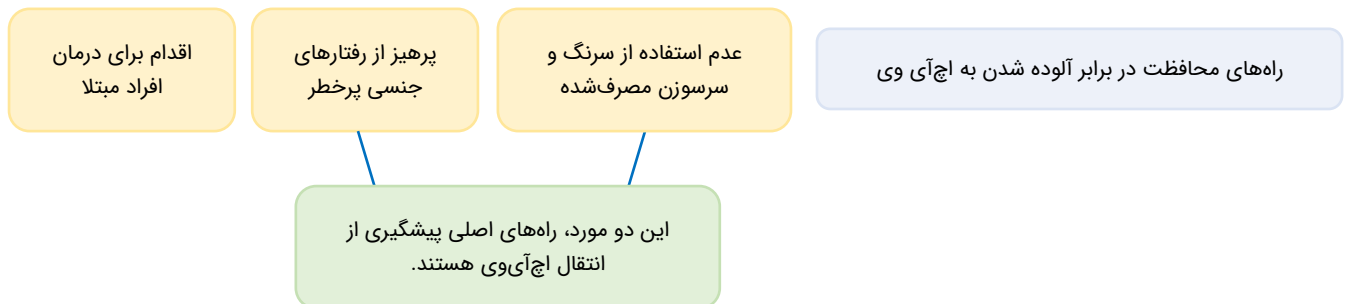 راه‌های محافظت در برابر آلوده شدن به اچ‌آی وی
عدم استفاده از سرنگ و
سرسوزن مصرف‌شده
پرهیز از رفتارهای
جنسی پرخطر
اقدام برای درمان
افراد مبتلا
این دو مورد، راه‌های اصلی پیشگیری از
انتقال اچ‌آی‌وی هستند.